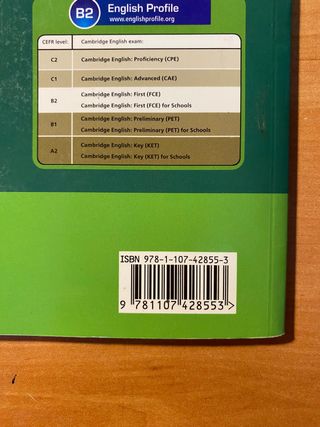 B2 English Profile
www.englishprofile.org
CEFR level: Cambridge English exam:
C2 Cambridge English: Proficiency (CPE)
C1 Cambridge English: Advanced (CAE)
B2 Cambridge English: First (FCE)
Cambridge English: First (FCE) for Schools
B1 Cambridge English: Preliminary (PET)
Cambridge English: Preliminary (PET) for Schools
A2 Cambridge English: Key (KET)
Cambridge English: Key (KET) for Schools
ISBN 978-1-107-42855-3
9 781107 428553 >